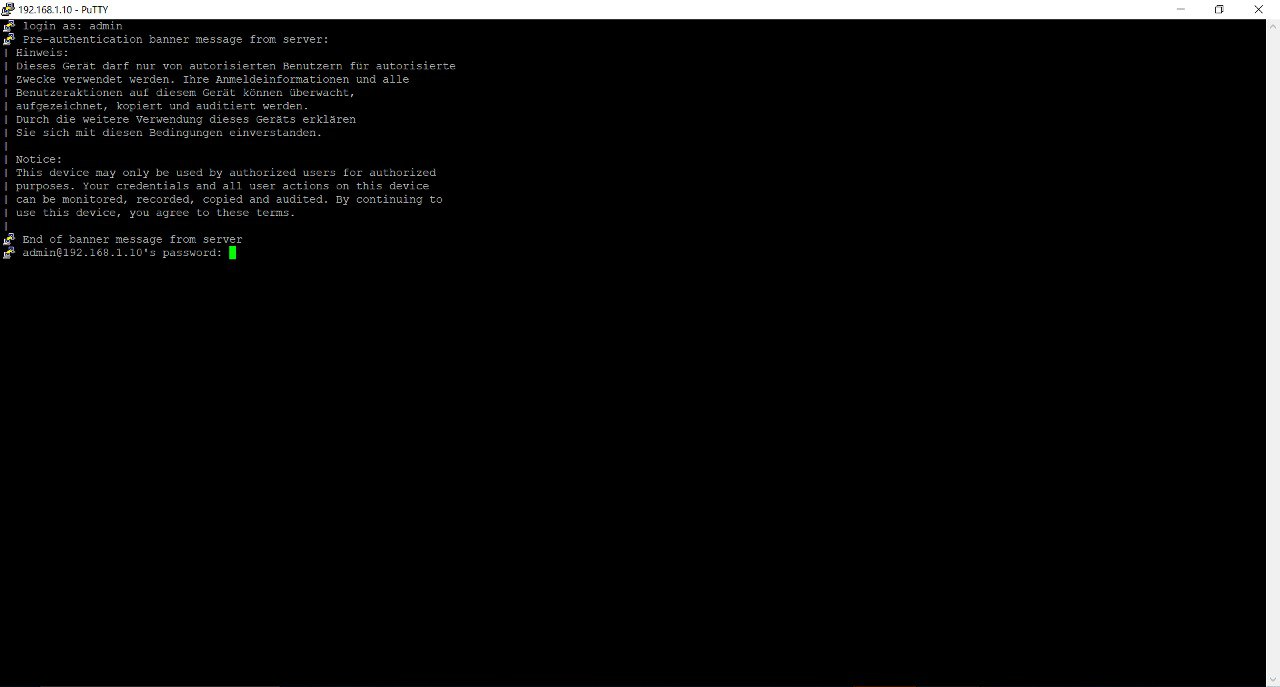 192.168.1.10 - PuTTY
login as: admin
Pre-authentication banner message from server:
| Hinweis:
| Dieses Gerät darf nur von autorisierten Benutzern für autorisierte
| Zwecke verwendet werden. Ihre Anmeldeinformationen und alle
| Benutzeraktionen auf diesem Gerät können überwacht,
| aufgezeichnet, kopiert und auditiert werden.
| Durch die weitere Verwendung dieses Geräts erklären
| Sie sich mit diesen Bedingungen einverstanden.
|
| Notice:
| This device may only be used by authorized users for authorized
| purposes. Your credentials and all user actions on this device
| can be monitored, recorded, copied and audited. By continuing to
| use this device, you agree to these terms.
|
End of banner message from server
admin@192.168.1.10's password: